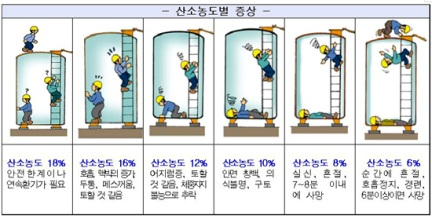 - 산소농도별 증상 -
산소농도 18%
안전한계이나
연속환기가 필요
산소농도 16%
호흡, 맥박의 증가
두통, 메스꺼움,
토할 것 같음
산소농도 12%
어지럼증, 토할
것 같음, 체중지지
불능으로 추락
산소농도 10%
안면 창백, 의
식불명, 구토
산소농도 8%
실신, 혼절,
7~8분 이내
에 사망
산소농도 6%
순간에 혼절,
호흡정지, 경련,
6분이상이면 사망
? ?